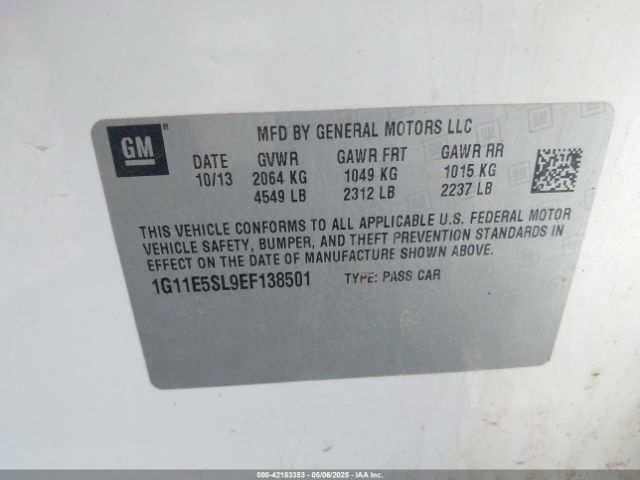 GM ®
MFD BY GENERAL MOTORS LLC
DATE GVWR GAWR FRT GAWR RR
10/13 2064 KG 1049 KG 1015 KG
4549 LB 2312 LB 2237 LB
THIS VEHICLE CONFORMS TO ALL APPLICABLE U.S. FEDERAL MOTOR
VEHICLE SAFETY, BUMPER, AND THEFT PREVENTION STANDARDS IN
EFFECT ON THE DATE OF MANUFACTURE SHOWN ABOVE.
1G11E5SL9EF138501 TYPE: PASS CAR
000-42183353 | 05/06/2025 - IAAI.COM